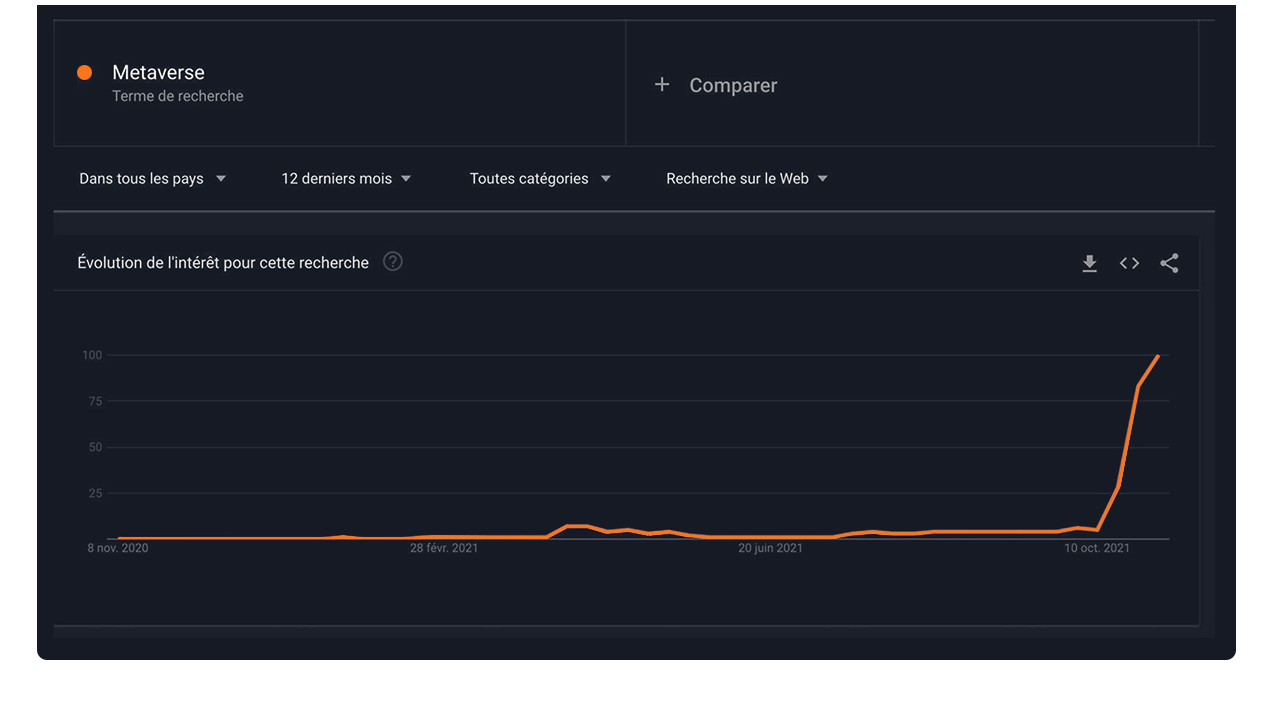 Metaverse
Terme de recherche
+ Comparer
Dans tous les pays
12 derniers mois
Toutes catégories
Recherche sur le Web
Évolution de l'intérêt pour cette recherche ?
100
75
50
25
8 nov. 2020
28 févr. 2021
20 juin 2021
10 oct. 2021